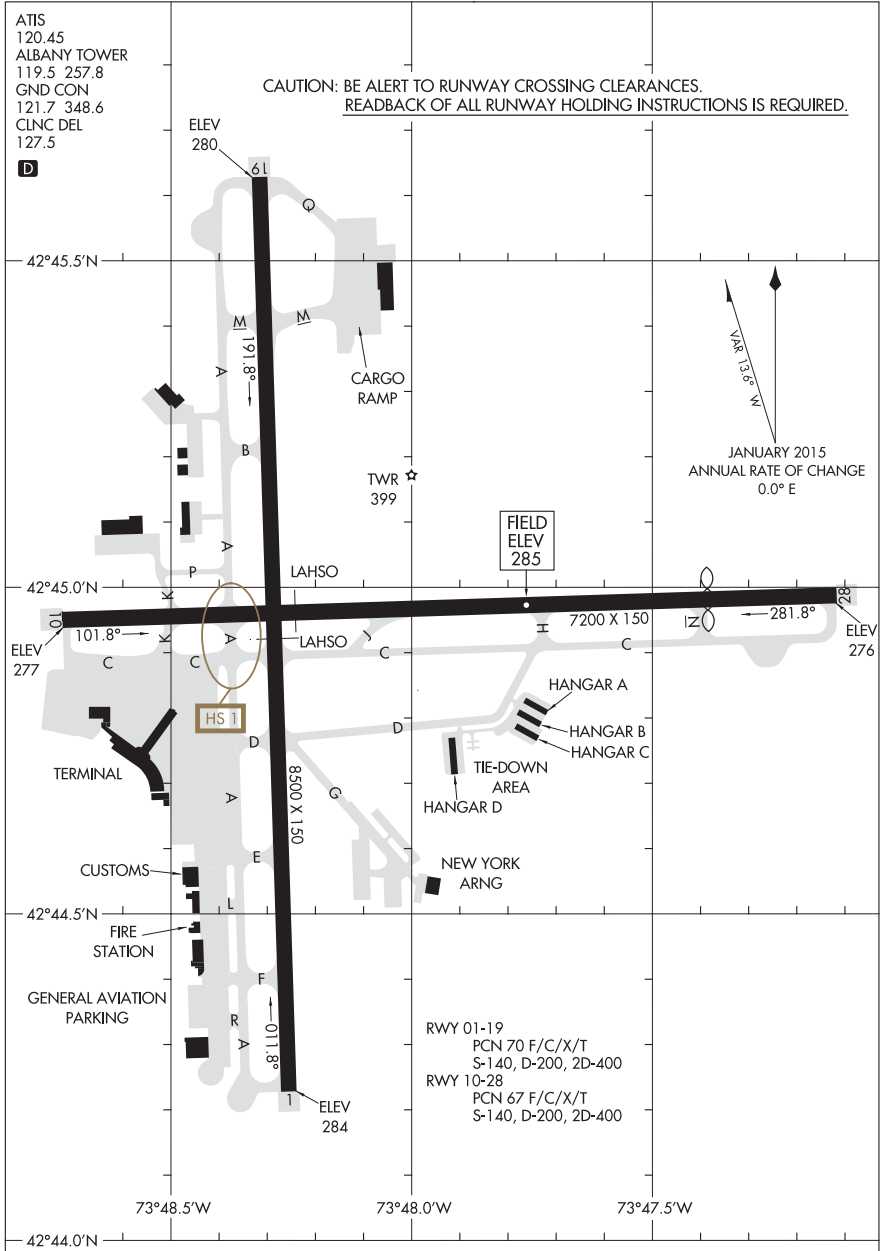 ATIS
120.45
ALBANY TOWER
119.5 257.8
GND CON
121.7 348.6
CLNC DEL
127.5
D
CAUTION: BE ALERT TO RUNWAY CROSSING CLEARANCES.
READBACK OF ALL RUNWAY HOLDING INSTRUCTIONS IS REQUIRED.
ELEV
280
19
Q
42°45.5'N
M
M
191.8°
A
CARGO
RAMP
VAR 13.6° W
JANUARY 2015
ANNUAL RATE OF CHANGE
0.0° E
B
TWR
399
FIELD
ELEV
285
A
P
LAHSO
42°45.0'N
K
10
28
7200 X 150
N
281.8°
101.8°
K
A
LAHSO
J
H
ELEV
277
ELEV
276
C
C
C
C
HS 1
HANGAR A
HANGAR B
HANGAR C
D
D
TERMINAL
TIE-DOWN
AREA
HANGAR D
A
8500 X 150
G
E
CUSTOMS
NEW YORK
ARNG
L
42°44.5'N
FIRE
STATION
F
GENERAL AVIATION
PARKING
R
A
011.8°
1
ELEV
284
RWY 01-19
PCN 70 F/C/X/T
S-140, D-200, 2D-400
RWY 10-28
PCN 67 F/C/X/T
S-140, D-200, 2D-400
73°48.5'W
73°48.0'W
73°47.5'W
42°44.0'N